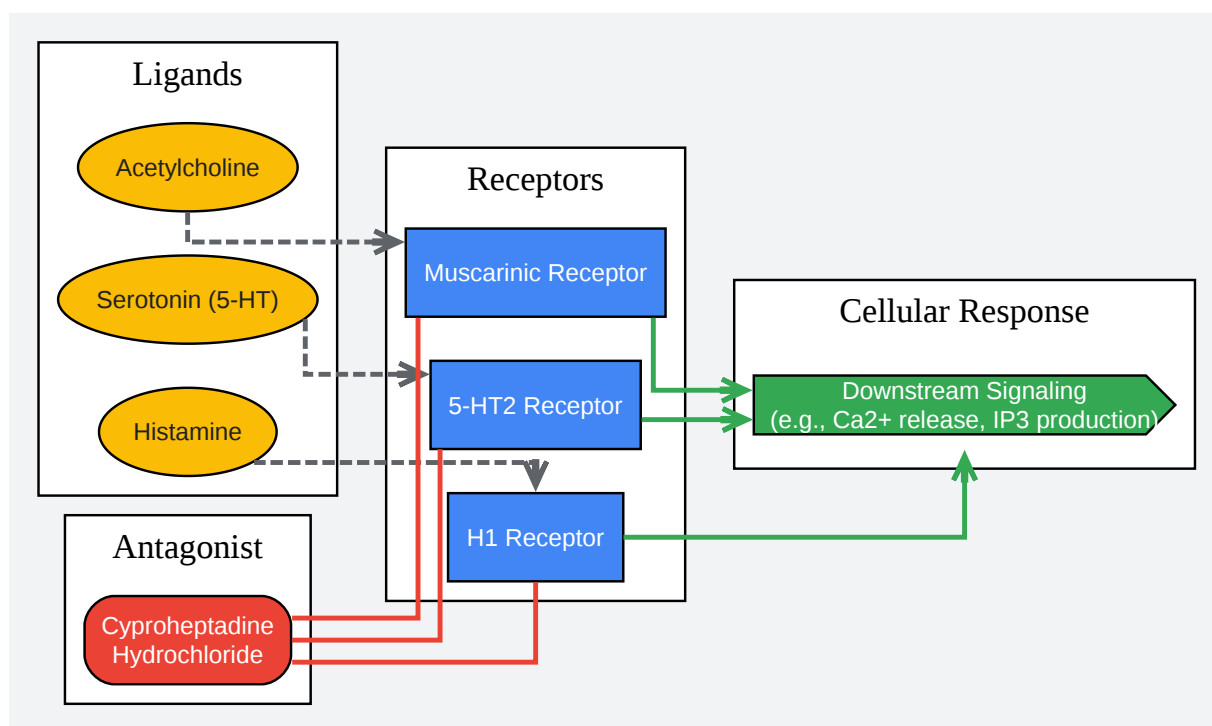 Ligands
Acetylcholine
Serotonin (5-HT)
Histamine
Antagonist
Cyproheptadine
Hydrochloride
Receptors
Muscarinic Receptor
5-HT2 Receptor
H1 Receptor
Cellular Response
Downstream Signaling
(e.g., Ca2+ release, IP3 production)